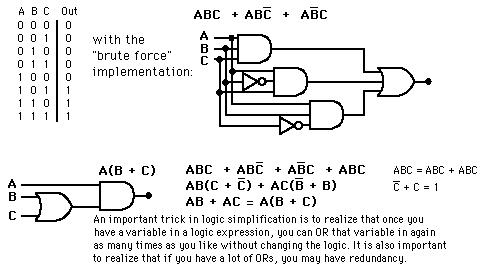 A B C Out
0 0 0 0
0 0 1 0
0 1 0 0
0 1 1 0
1 0 0 0
1 0 1 1
1 1 0 1
1 1 1 1
with the
"brute force"
implementation:
ABC + ABC̅ + AB̅C
A
B
C
A(B + C)
A
B
C
ABC + ABC̅ + AB̅C + ABC
AB(C + C̅) + AC(B̅ + B)
AB + AC = A(B + C)
ABC = ABC + ABC
C̅ + C = 1
An important trick in logic simplification is to realize that once you
have a variable in a logic expression, you can OR that variable in again
as many times as you like without changing the logic. It is also important
to realize that if you have a lot of ORs, you may have redundancy.